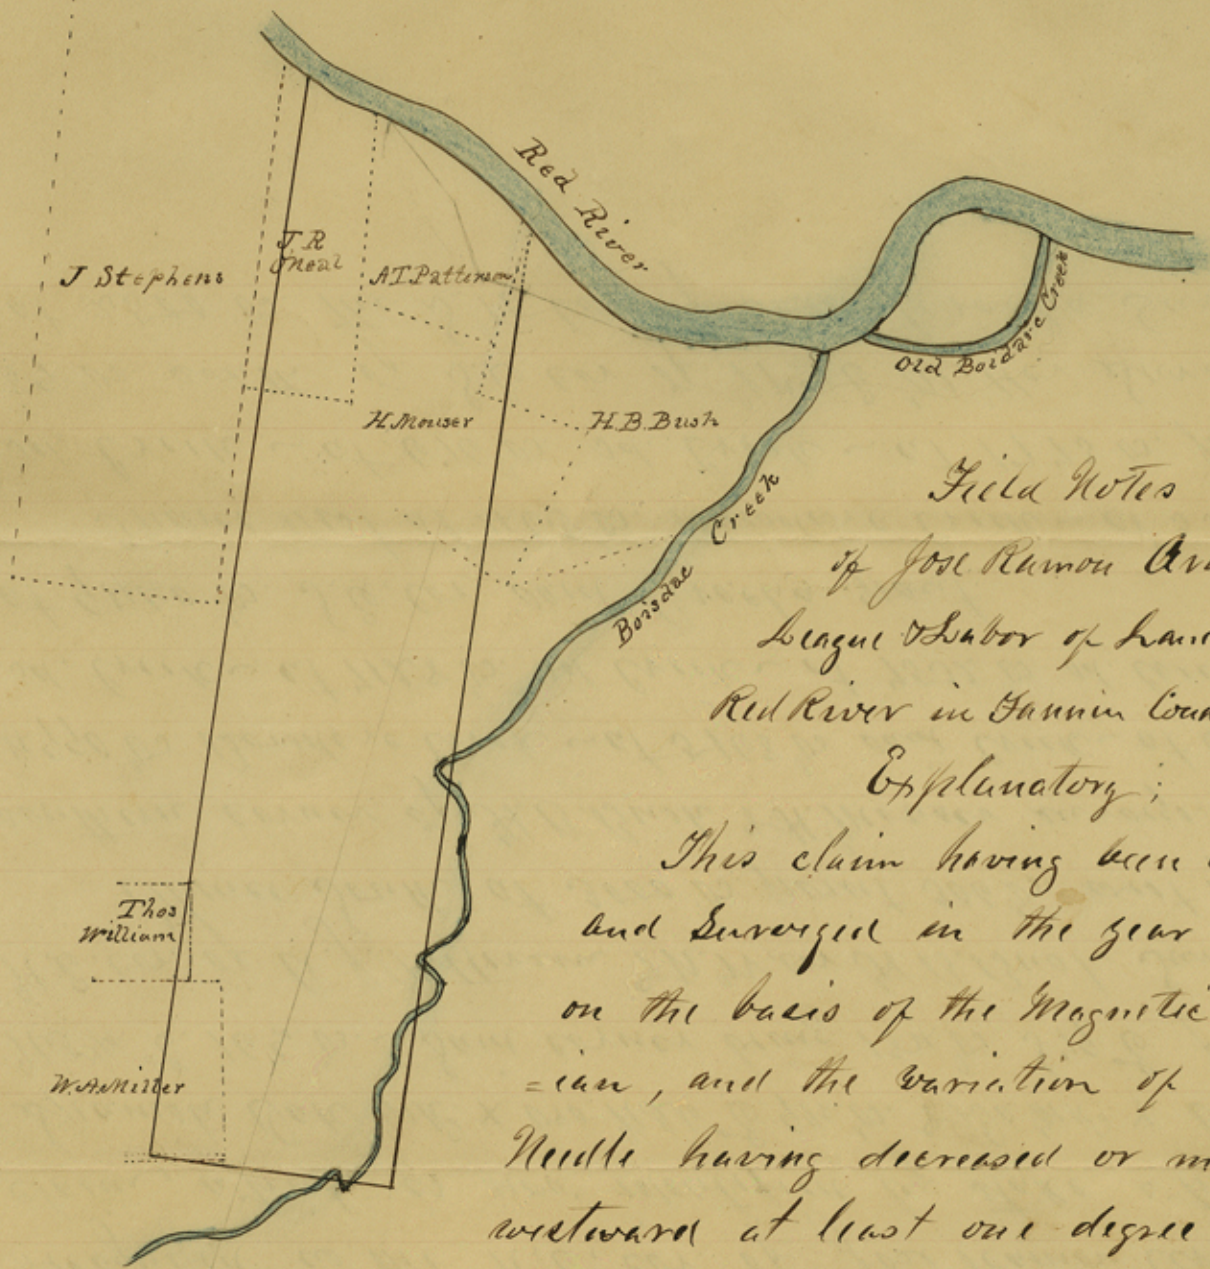 Red River
J Stephens
J. R
Oneal
A T. Patterson
Old Boidarc Creek
H. Mouser
H. B. Bush
Boisdac Creek
Thos
William
W. A. Miller
Field Notes
of Jose Ramon
League & Labor of
Red River in Fannin
Explanatory;
This claim having been
and Surveyed in the year
on the basis of the Magnetic
=ian, and the variation of
Needle having decreased or
westward at least one degree